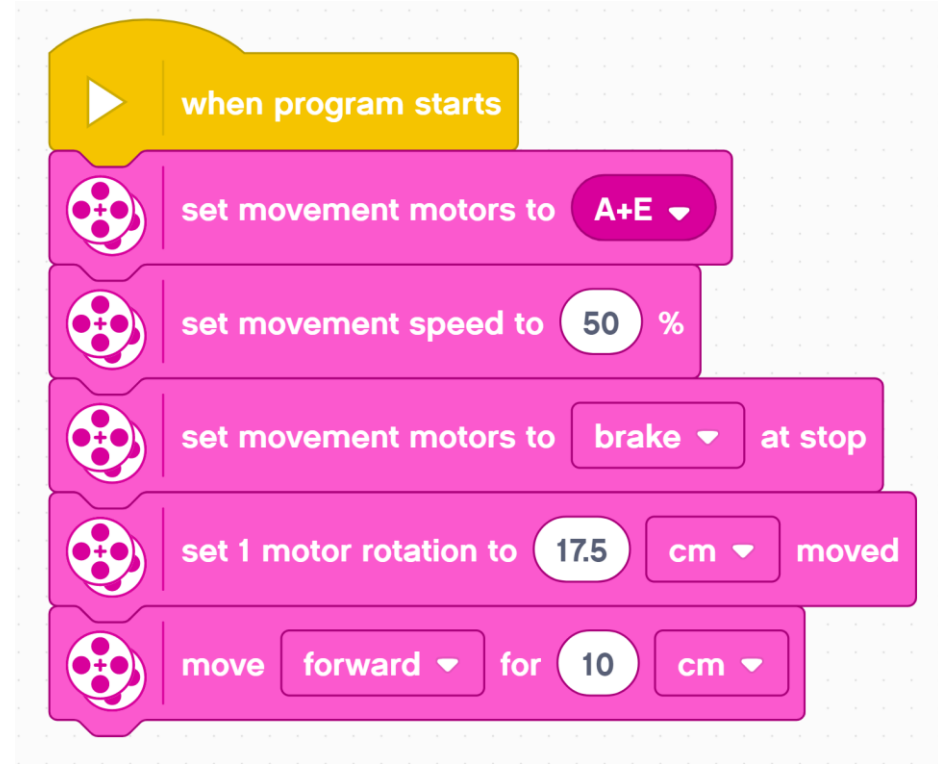 when program starts
set movement motors to A+E
set movement speed to 50 %
set movement motors to brake at stop
set 1 motor rotation to 17.5 cm moved
move forward for 10 cm